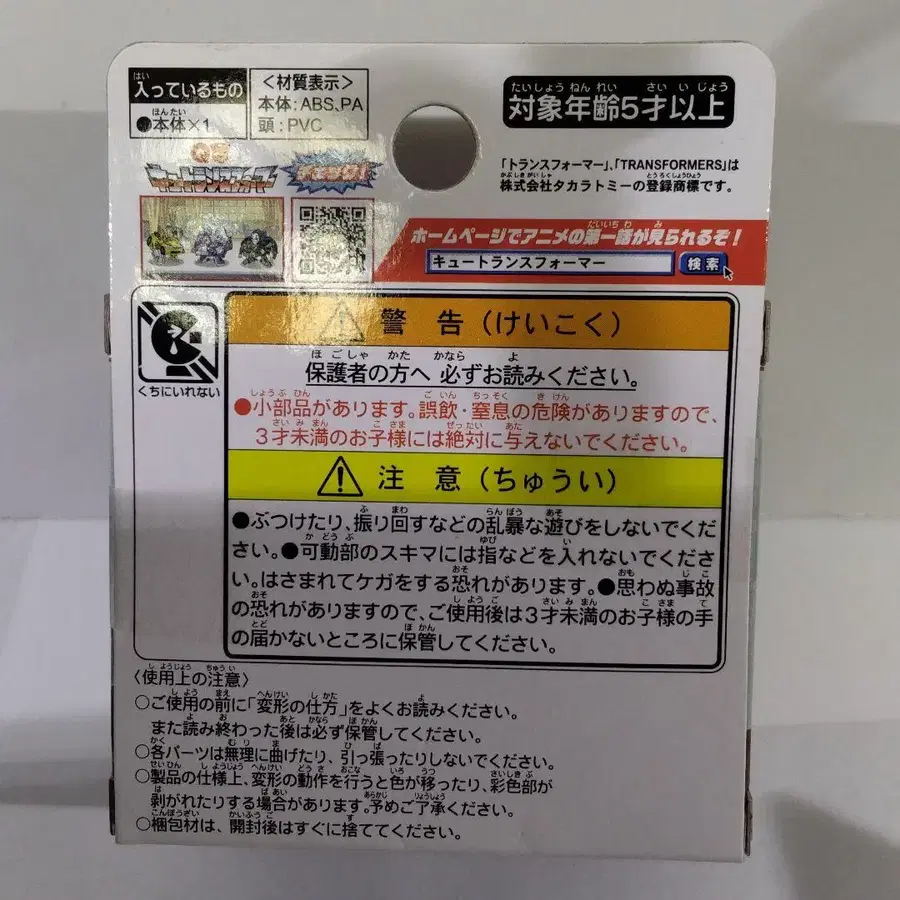 入っているもの
●本体×1
<材質表示>
本体:ABS,PA
頭:PVC
対象年齢5才以上
「トランスフォーマー」、「TRANSFORMERS」は
株式会社タカラトミーの登録商標です。
キュートランスフォーマー
チェック!
ホームページでアニメの第一話が見られるぞ!
キュートランスフォーマー 検索
くちにいれない
警 告(けいこく)
保護者の方へ 必ずお読みください。
●小部品があります。誤飲・窒息の危険がありますので、
3才未満のお子様には絶対に与えないでください。
注 意(ちゅうい)
●ぶつけたり、振り回すなどの乱暴な遊びをしないでくだ
さい。●可動部のスキマには指などを入れないでくださ
い。はさまれてケガをする恐れがあります。●思わぬ事故
の恐れがありますので、ご使用後は3才未満のお子様の手
の届かないところに保管してください。
〈使用上の注意〉
○ご使用の前に「変形の仕方」をよくお読みください。
また読み終わった後は必ず保管してください。
○各パーツは無理に曲げたり、引っ張ったりしないでください。
○製品の仕様上、変形の動作を行うと色が移ったり、彩色部が
剥がれたりする場合があります。予めご了承ください。
○梱包材は、開封後はすぐに捨ててください。